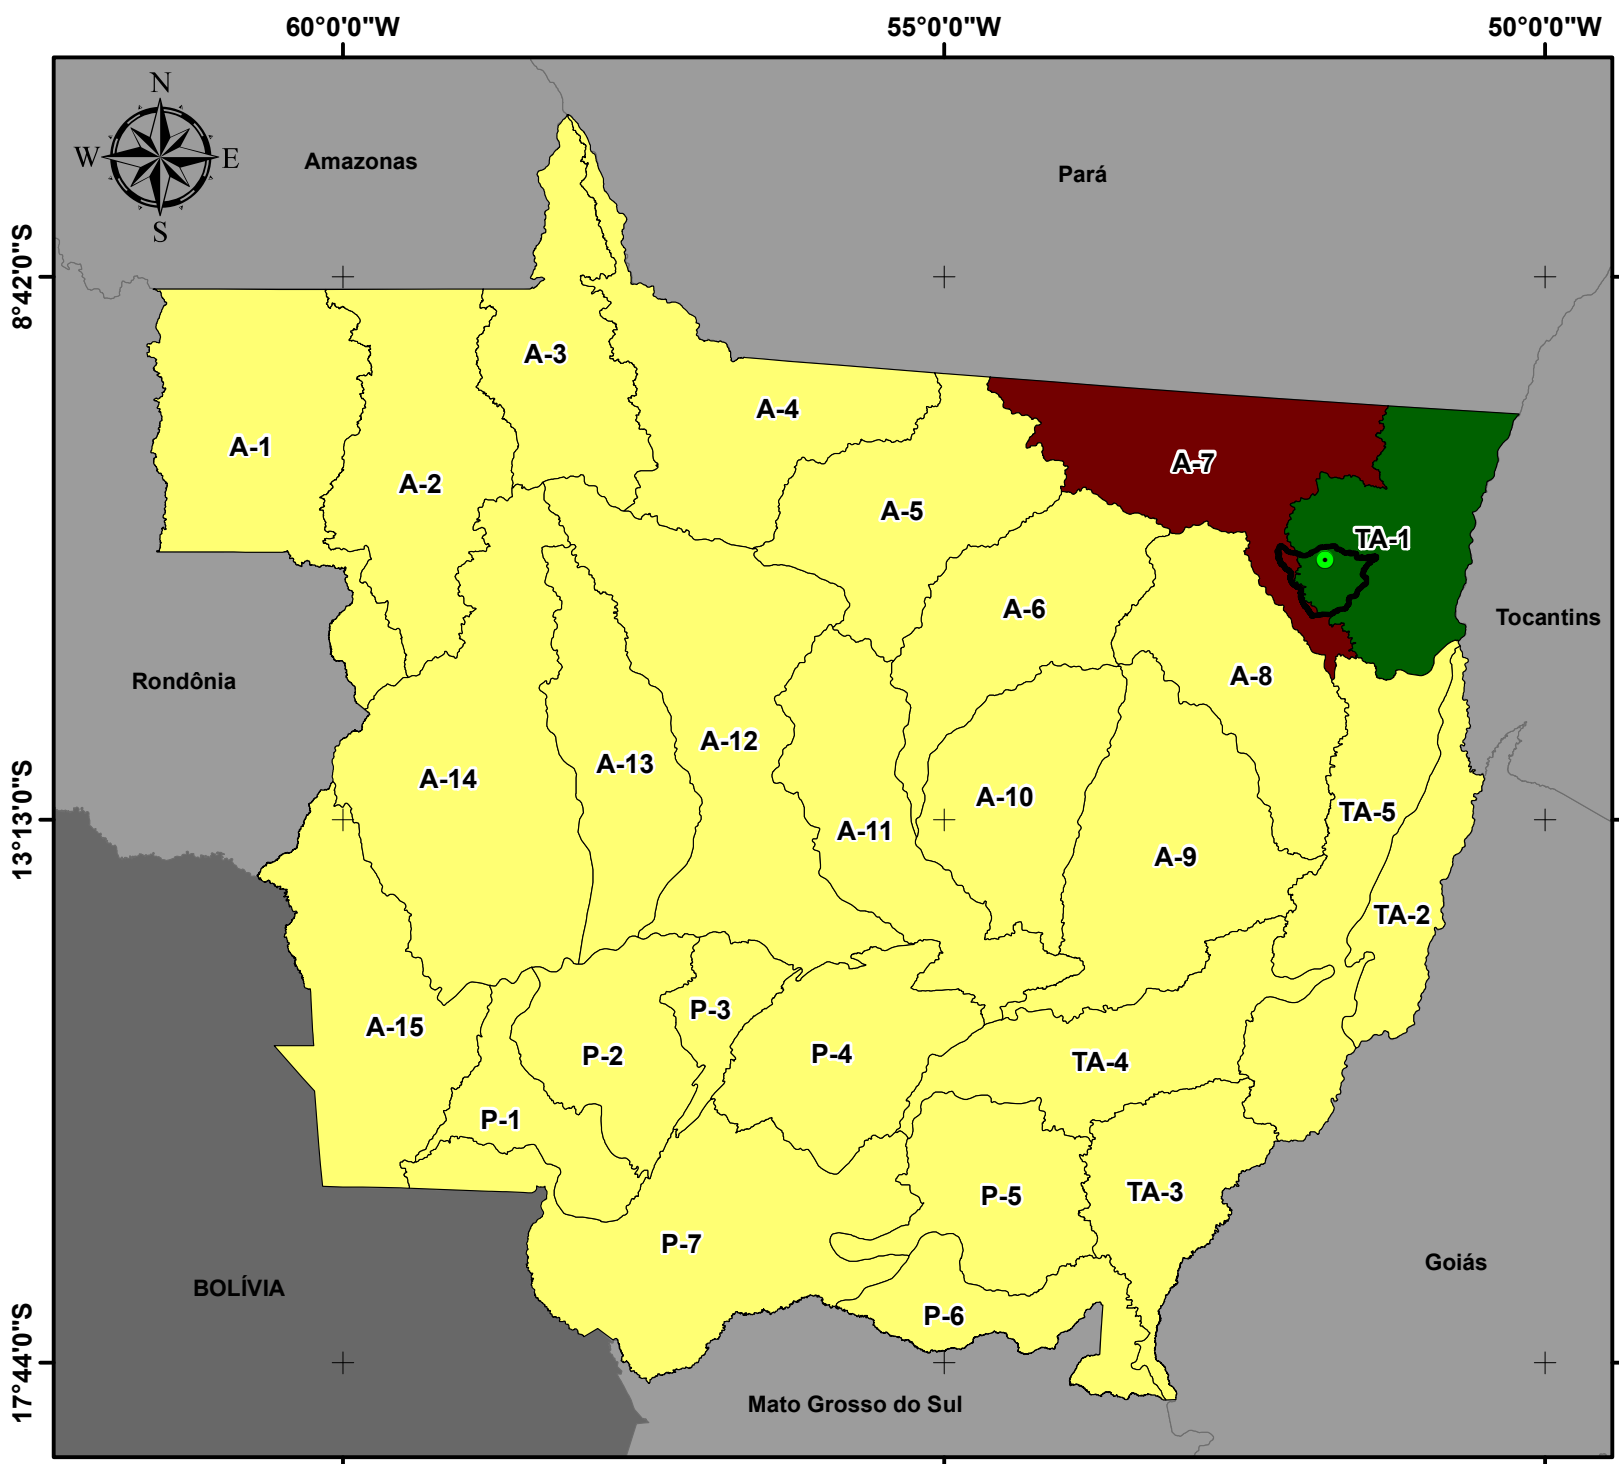 60°0'0"W
55°0'0"W
50°0'0"W
N
W
E
S
Amazonas
Pará
8°42'0"S
A-3
A-4
A-1
A-7
A-2
A-5
TA-1
A-6
Tocantins
Rondônia
A-8
A-12
A-13
A-14
A-10
TA-5
13°13'0"S
A-11
A-9
TA-2
P-3
A-15
P-2
P-4
TA-4
P-1
P-5
TA-3
P-7
Goiás
BOLÍVIA
P-6
17°44'0"S
Mato Grosso do Sul